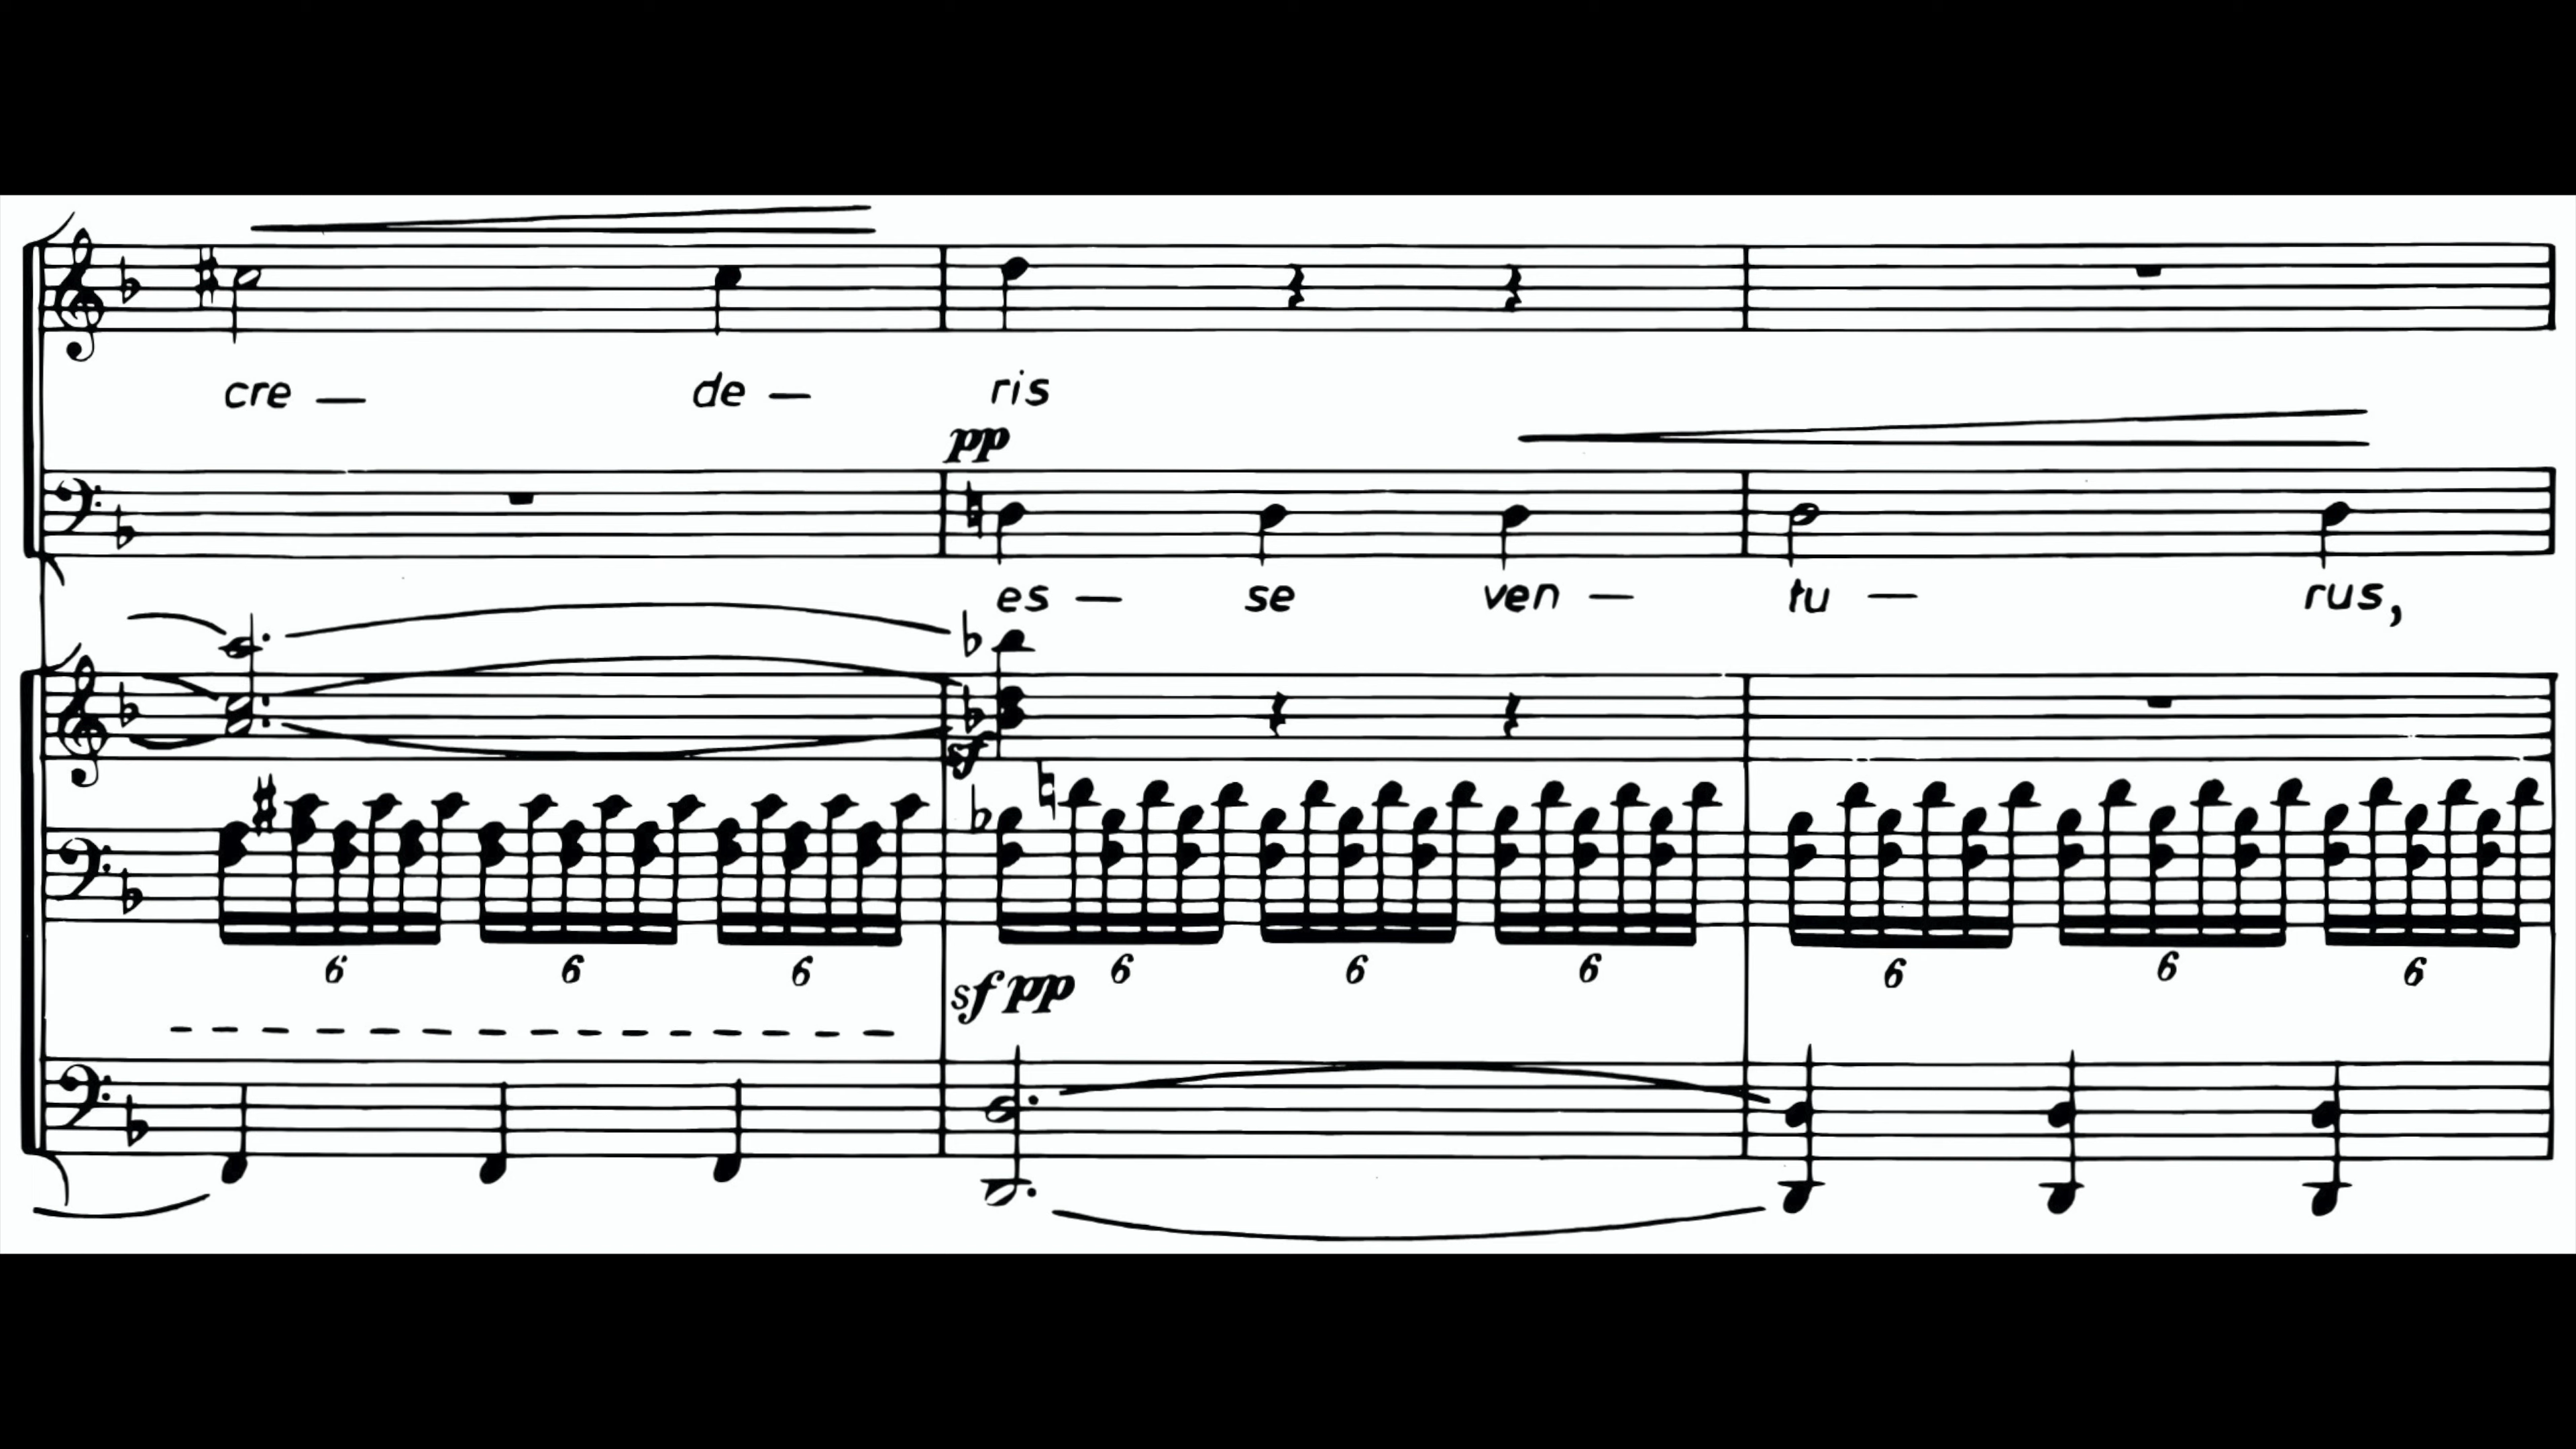 cre — de — ris
pp
es — se ven — tu — rus,
sf
6 6 6 6 6 6 6 6 6
sf pp